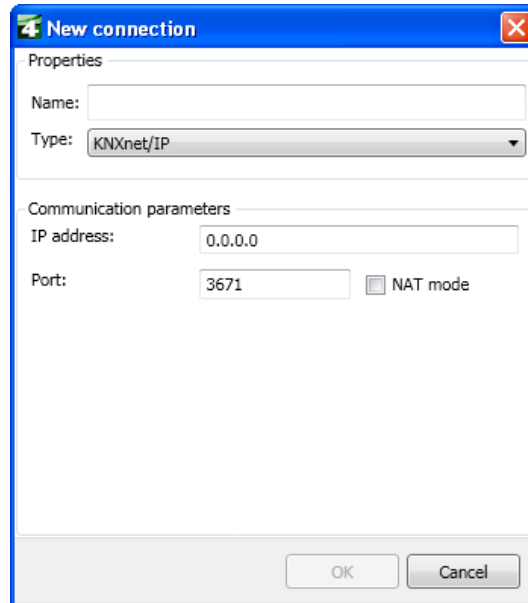 4 New connection
Properties
Name:
Type: KNXnet/IP
Communication parameters
IP address: 0.0.0.0
Port: 3671 NAT mode
OK Cancel